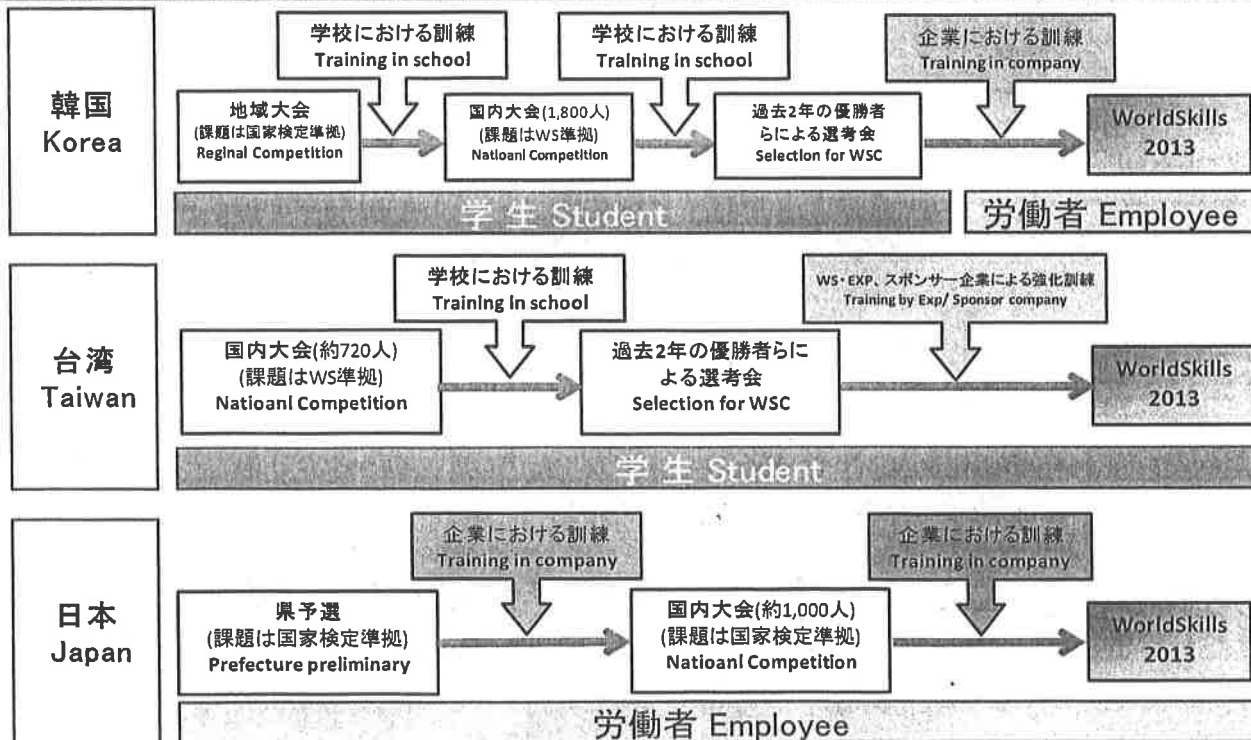 韓国
Korea
学校における訓練
Training in school
学校における訓練
Training in school
企業における訓練
Training in company
地域大会
(課題は国家検定準拠)
Reginal Competition
国内大会(1,800人)
(課題はWS準拠)
Natioanl Competition
過去2年の優勝者
らによる選考会
Selection for WSC
WorldSkills
2013
学生 Student
労働者 Employee
台湾
Taiwan
学校における訓練
Training in school
WS・EXP、スポンサー企業による強化訓練
Training by Exp/ Sponsor company
国内大会(約720人)
(課題はWS準拠)
Natioanl Competition
過去2年の優勝者らに
よる選考会
Selection for WSC
WorldSkills
2013
学生 Student
日本
Japan
企業における訓練
Training in company
企業における訓練
Training in company
県予選
(課題は国家検定準拠)
Prefecture preliminary
国内大会(約1,000人)
(課題は国家検定準拠)
Natioanl Competition
WorldSkills
2013
労働者 Employee